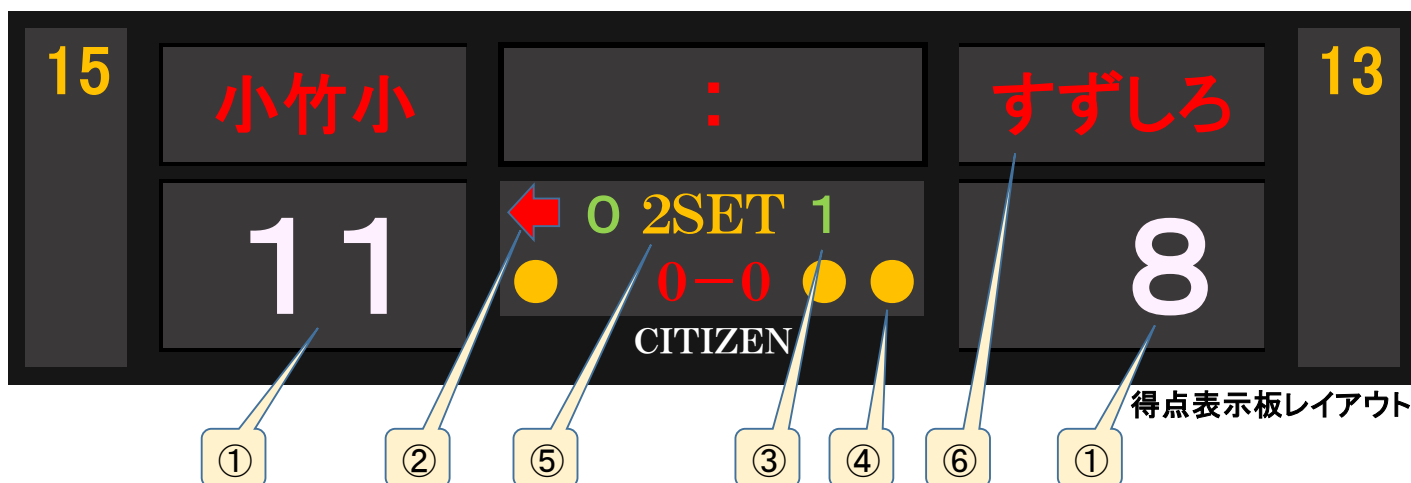 15 小竹小 : すずしろ 13
11 0 2SET 1 8
0－0
CITIZEN
得点表示板レイアウト
① ② ⑤ ③ ④ ⑥ ①